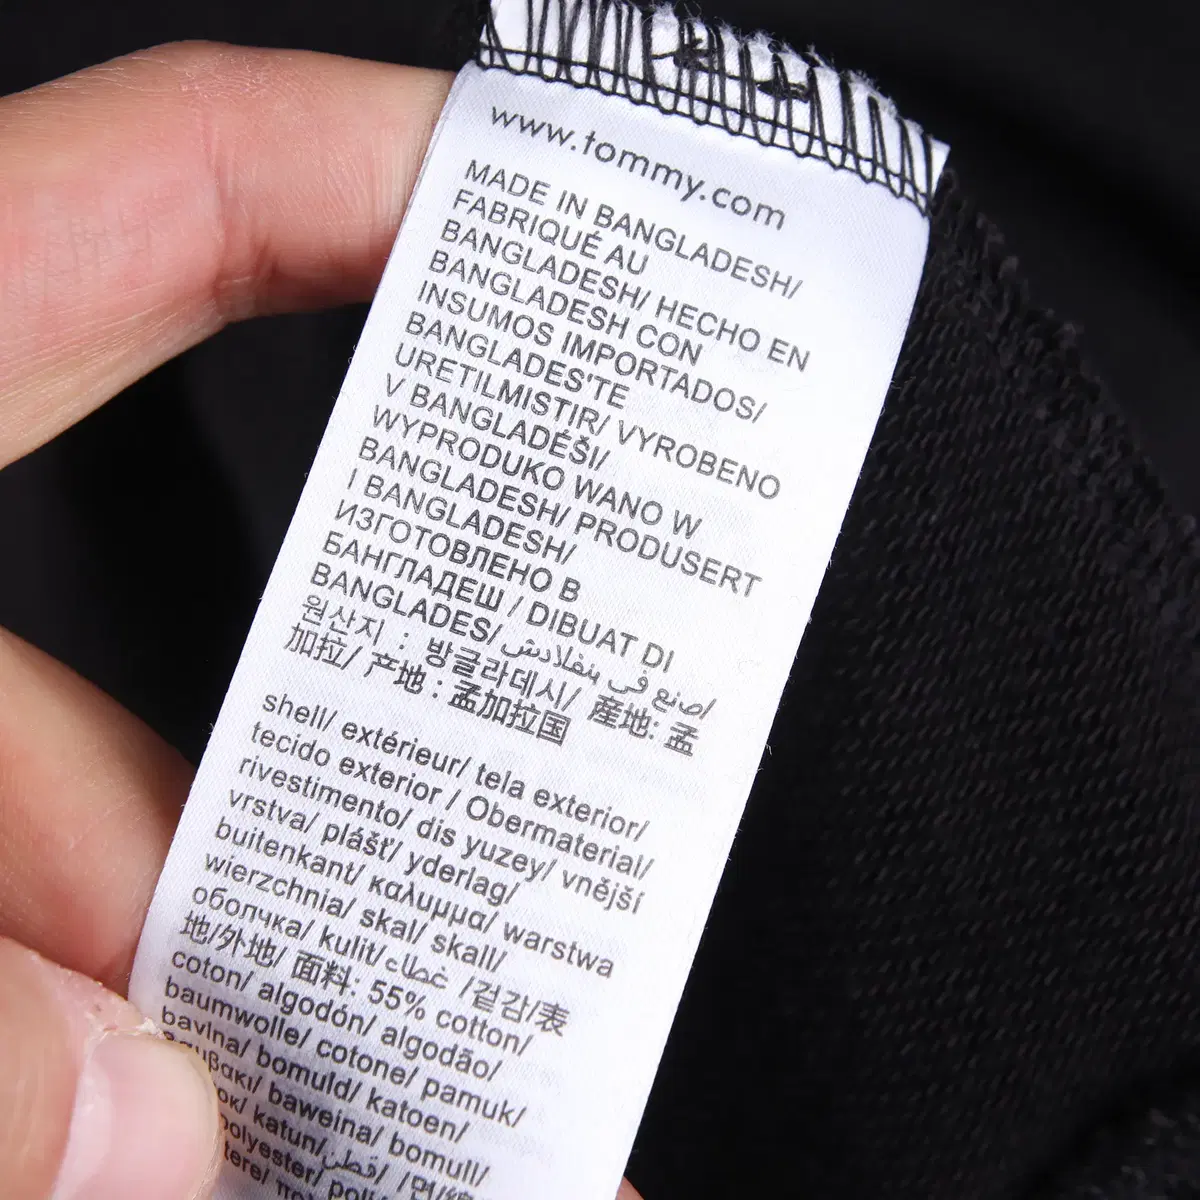 www.tommy.com
MADE IN BANGLADESH/
FABRIQUÉ AU
BANGLADESH/ HECHO EN
BANGLADESH CON
INSUMOS IMPORTADOS/
BANGLADES'TE
URETILMISTIR/ VYROBENO
V BANGLADÉŠI/
WYPRODUKO WANO W
BANGLADESH/ PRODUSERT
I BANGLADESH/
ИЗГОТОВЛЕНО В
БАНГЛАДЕШ / DIBUAT DI
BANGLADES/ اصنع في بنغلادش/
원산지 : 방글라데시/ 產地: 孟
加拉/ 产地 : 孟加拉国
shell/ extérieur/ tela exterior/
tecido exterior / Obermaterial/
rivestimento/ dis yuzey/ vnější
vrstva/ plášť/ yderlag/
buitenkant/ καλυμμα/ warstwa
wierzchnia/ skal/ skall/
оболчка/ kulit/ غطاء /겉감/表
地/外地/ 面料: 55% cotton/
coton/ algodón/ algodão/
baumwolle/ cotone/ pamuk/
bavlna/ bomuld/ katoen/
baweina/ bomull/
katun/ قطن/
polyester/